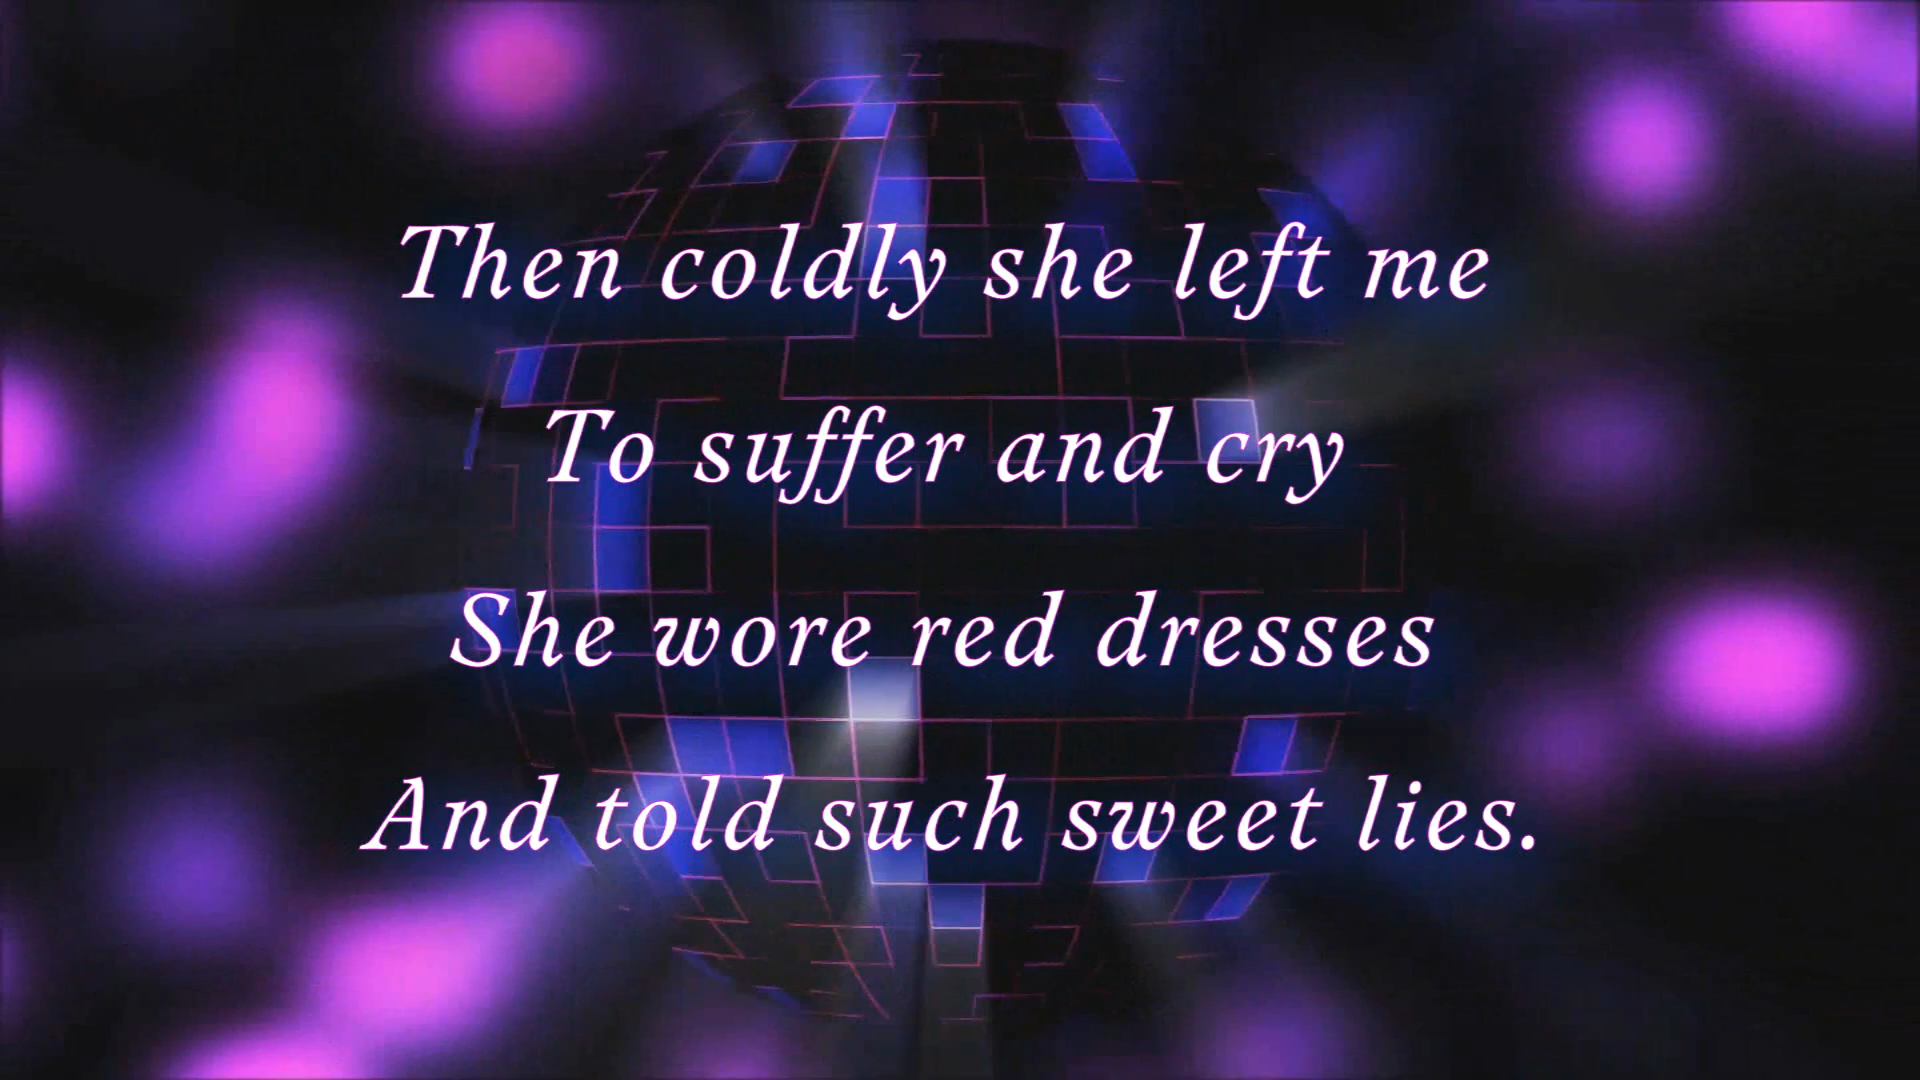 Then coldly she left me
To suffer and cry
She wore red dresses
And told such sweet lies.